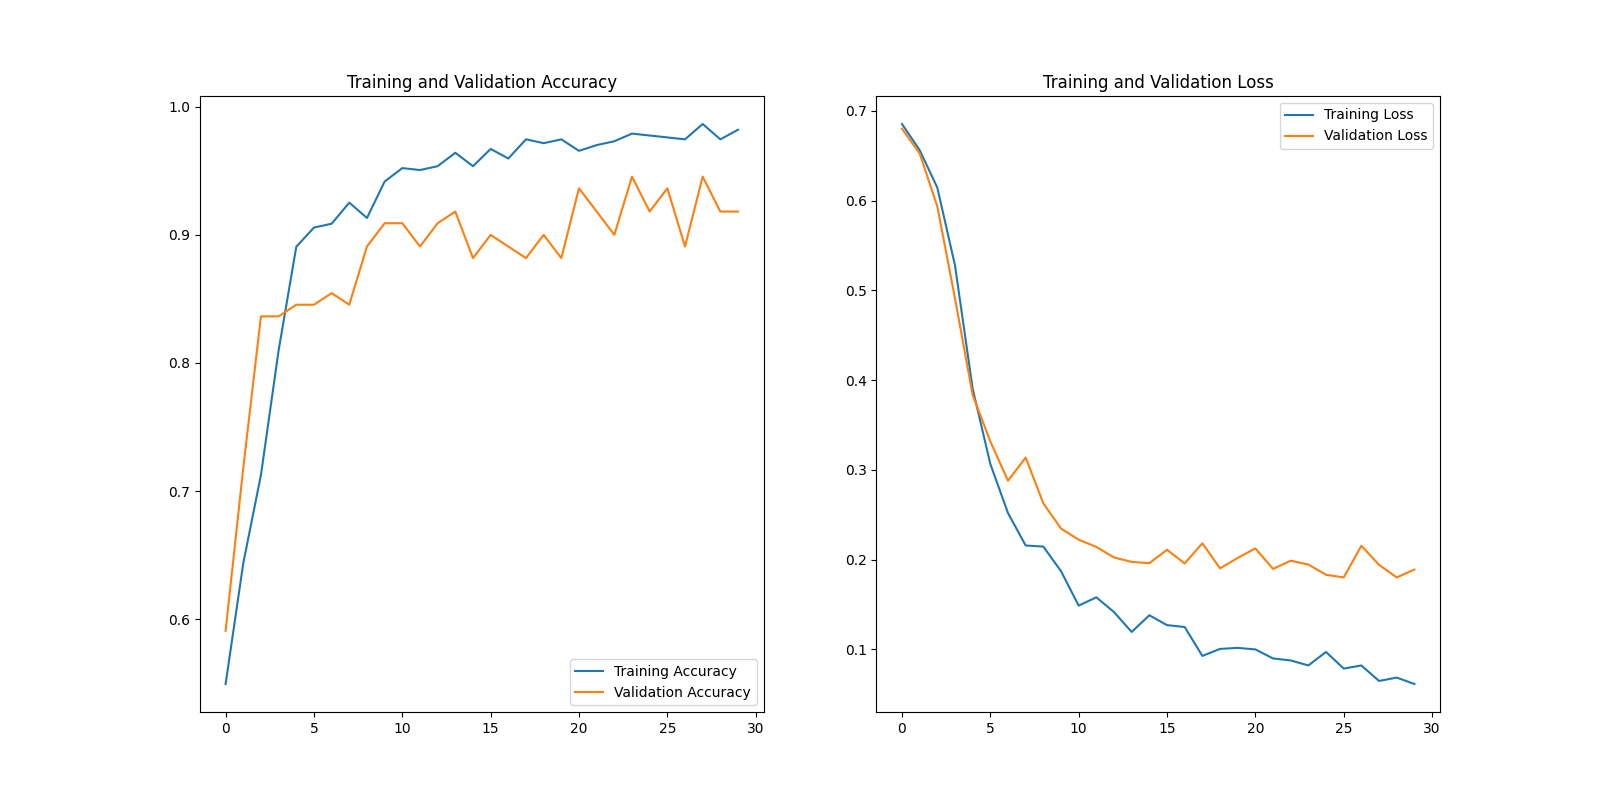 Training and Validation Accuracy
1.0
0.9
0.8
0.7
0.6
Training Accuracy
Validation Accuracy
0 5 10 15 20 25 30
Training and Validation Loss
Training Loss
Validation Loss
0.7
0.6
0.5
0.4
0.3
0.2
0.1
0 5 10 15 20 25 30